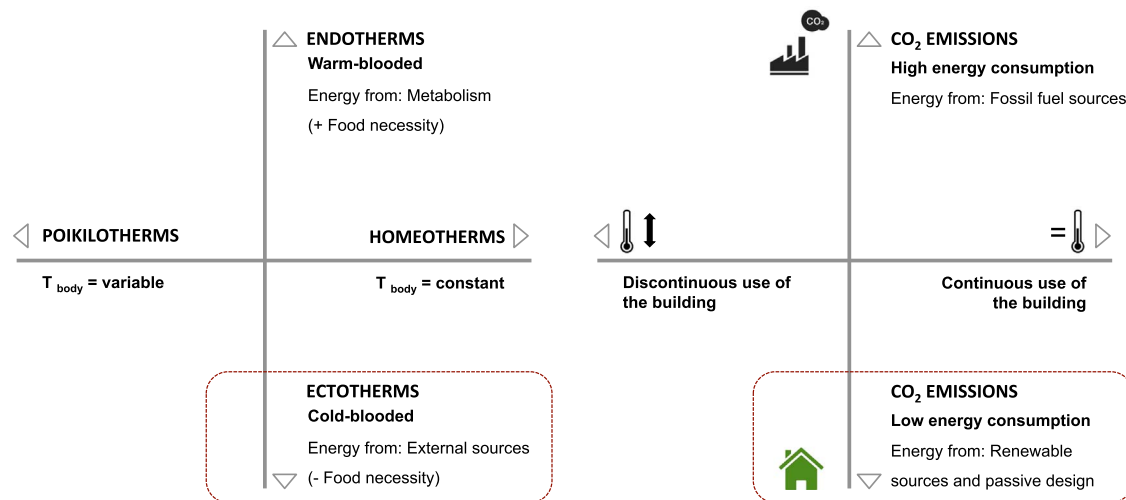 ENDOTHERMS
Warm-blooded
Energy from: Metabolism
(+ Food necessity)
POIKILOTHERMS
HOMEOTHERMS
T body = variable
T body = constant
ECTOTHERMS
Cold-blooded
Energy from: External sources
(- Food necessity)
CO₂
CO₂ EMISSIONS
High energy consumption
Energy from: Fossil fuel sources
=
Discontinuous use of
the building
Continuous use of
the building
CO₂ EMISSIONS
Low energy consumption
Energy from: Renewable
sources and passive design